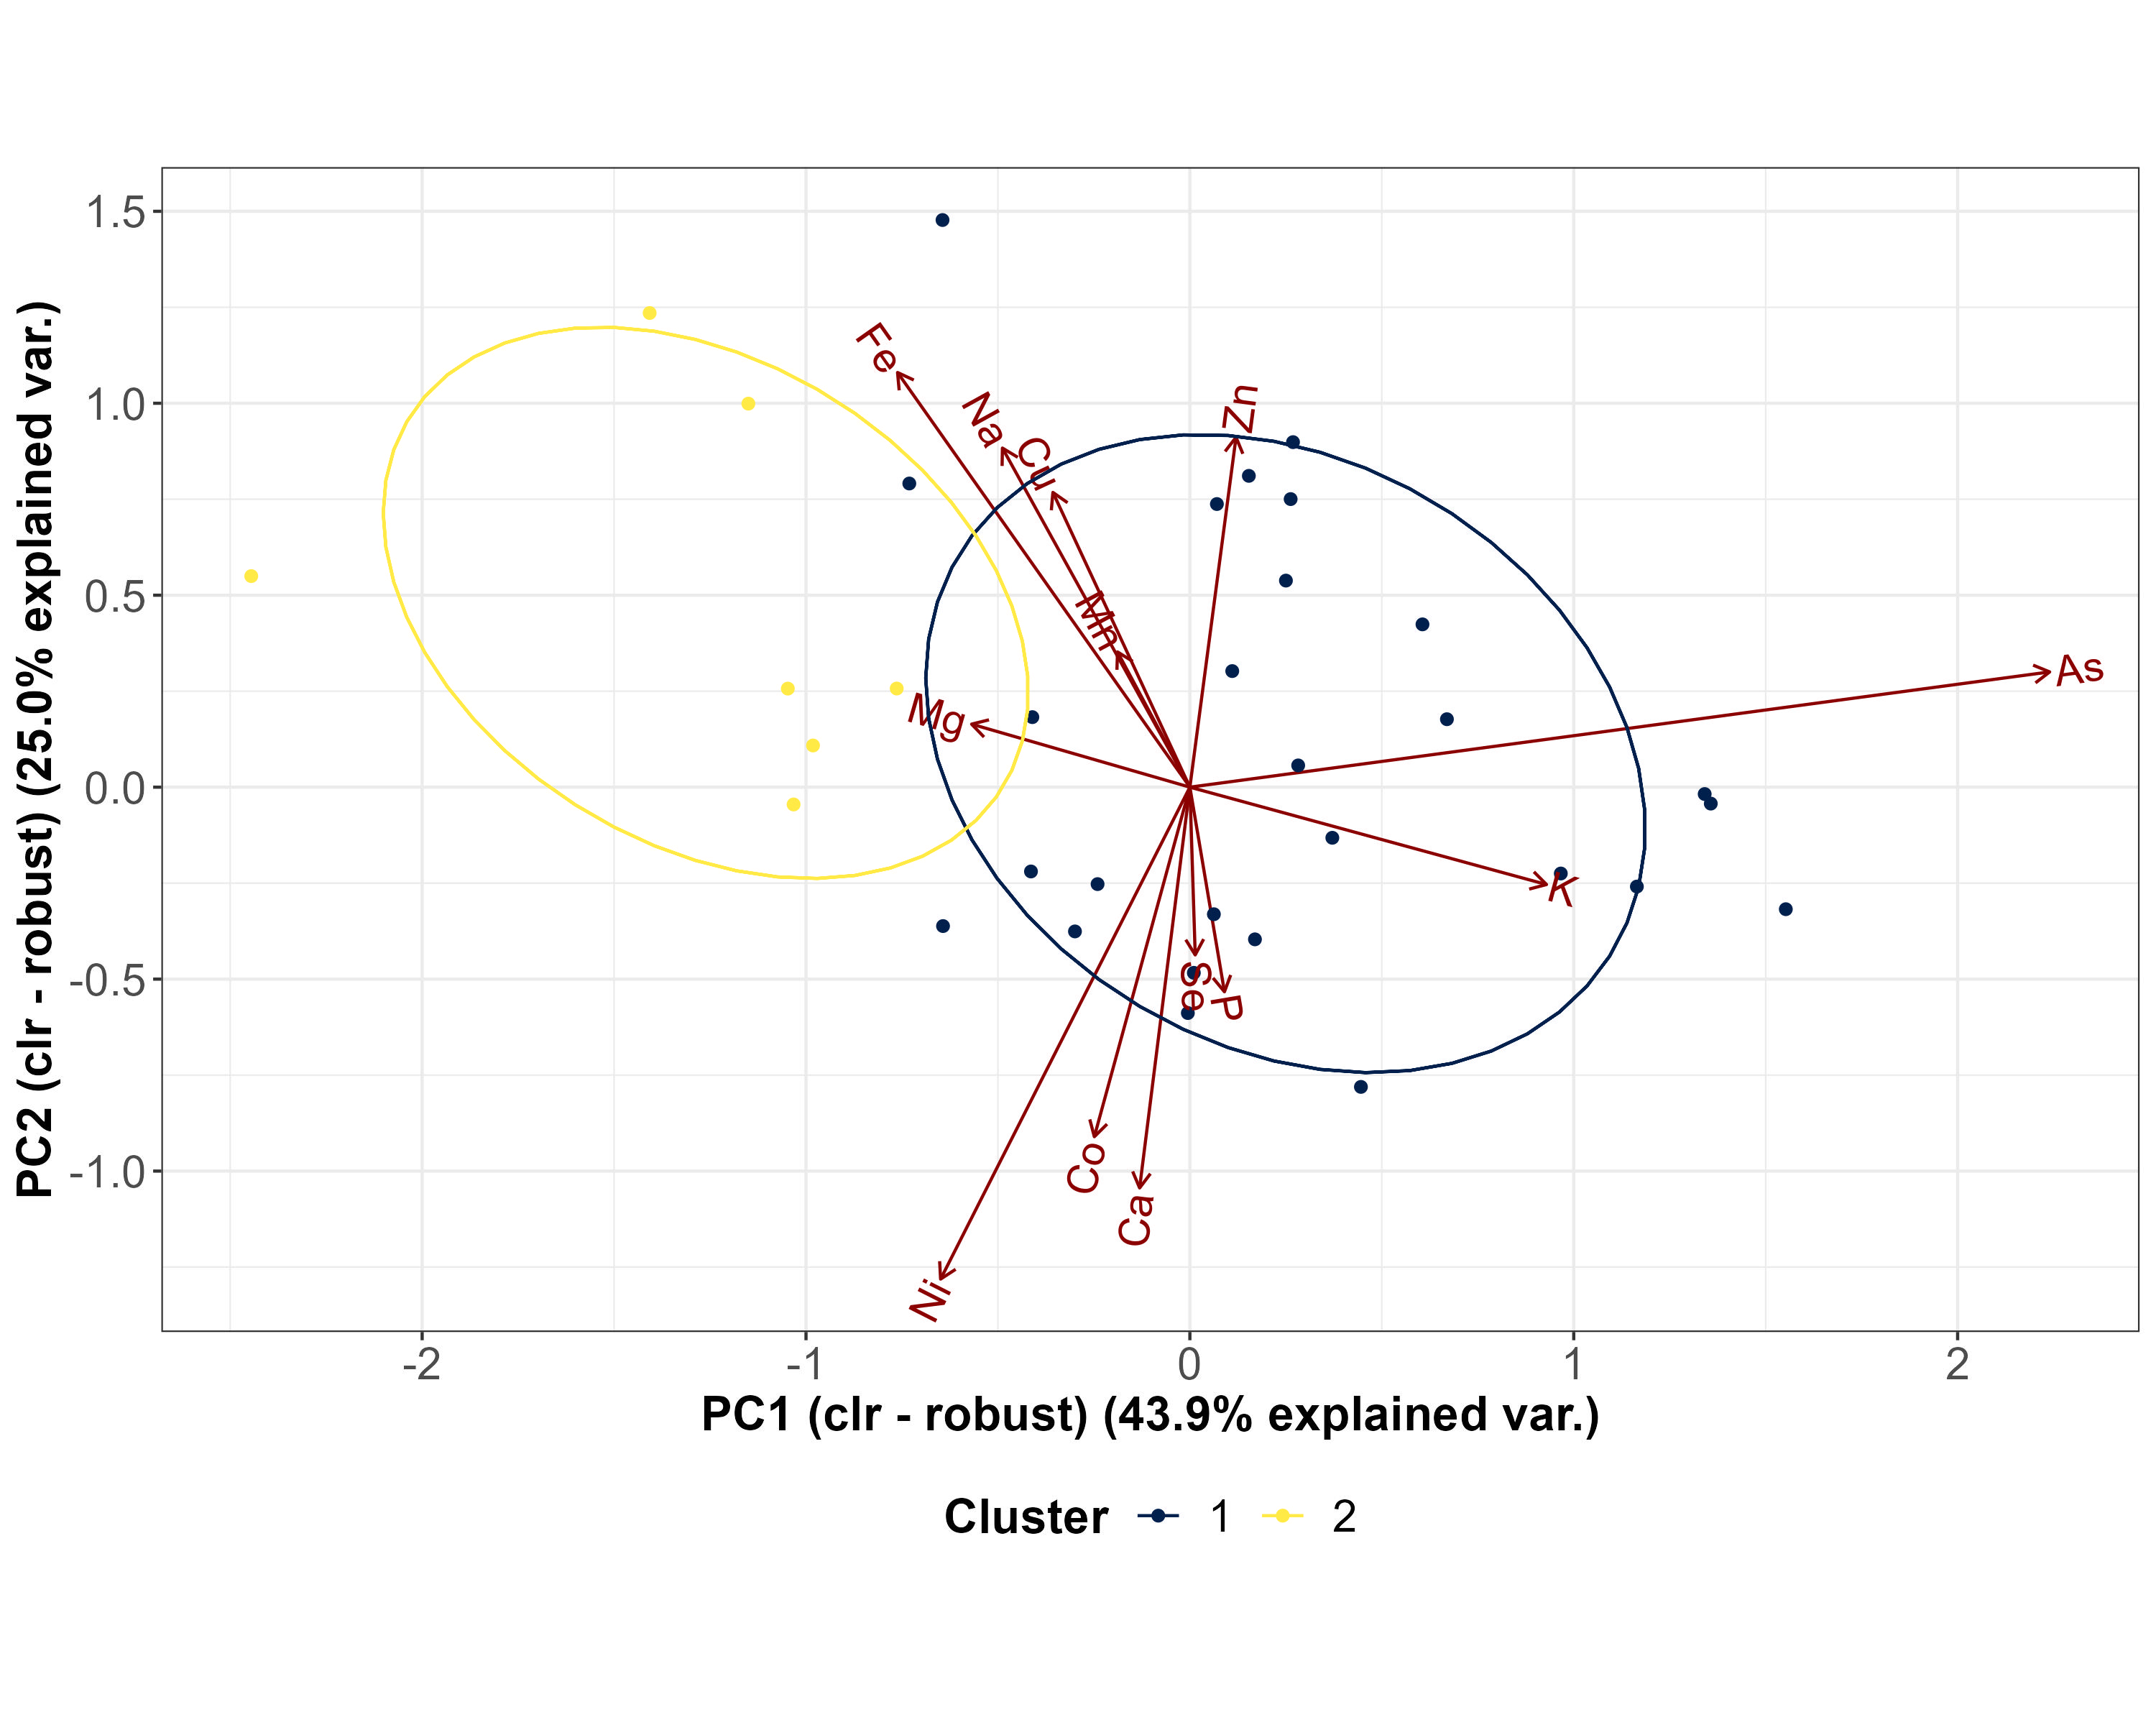 PC2 (clr - robust) (25.0% explained var.)
1.5
1.0
0.5
0.0
-0.5
-1.0
Fe
Na
Cu
Zn
As
Mg
K
Se
P
Co
Ca
Ni
-2
-1
0
1
2
PC1 (clr - robust) (43.9% explained var.)
Cluster 1 2